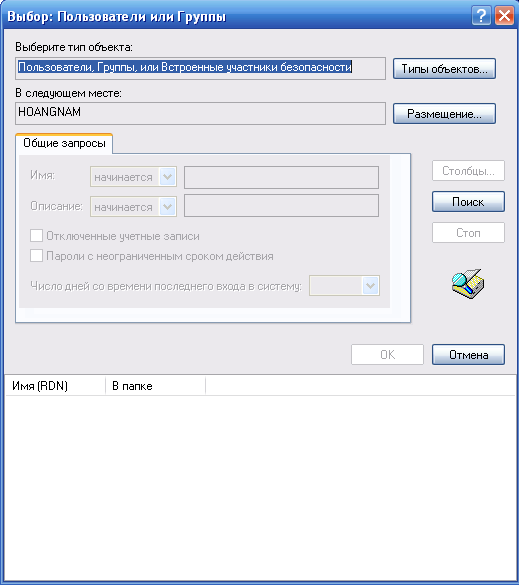 Выбор: Пользователи или Группы
Выберите тип объекта:
Пользователи, Группы, или Встроенные участники безопасности
Типы объектов...
В следующем месте:
HOANGNAM
Размещение...
Общие запросы
Имя:
начинается
Столбцы...
Описание:
начинается
Поиск
Отключенные учетные записи
Стоп
Пароли с неограниченным сроком действия
Число дней со времени последнего входа в систему:
OK
Отмена
Имя (RDN)
В папке